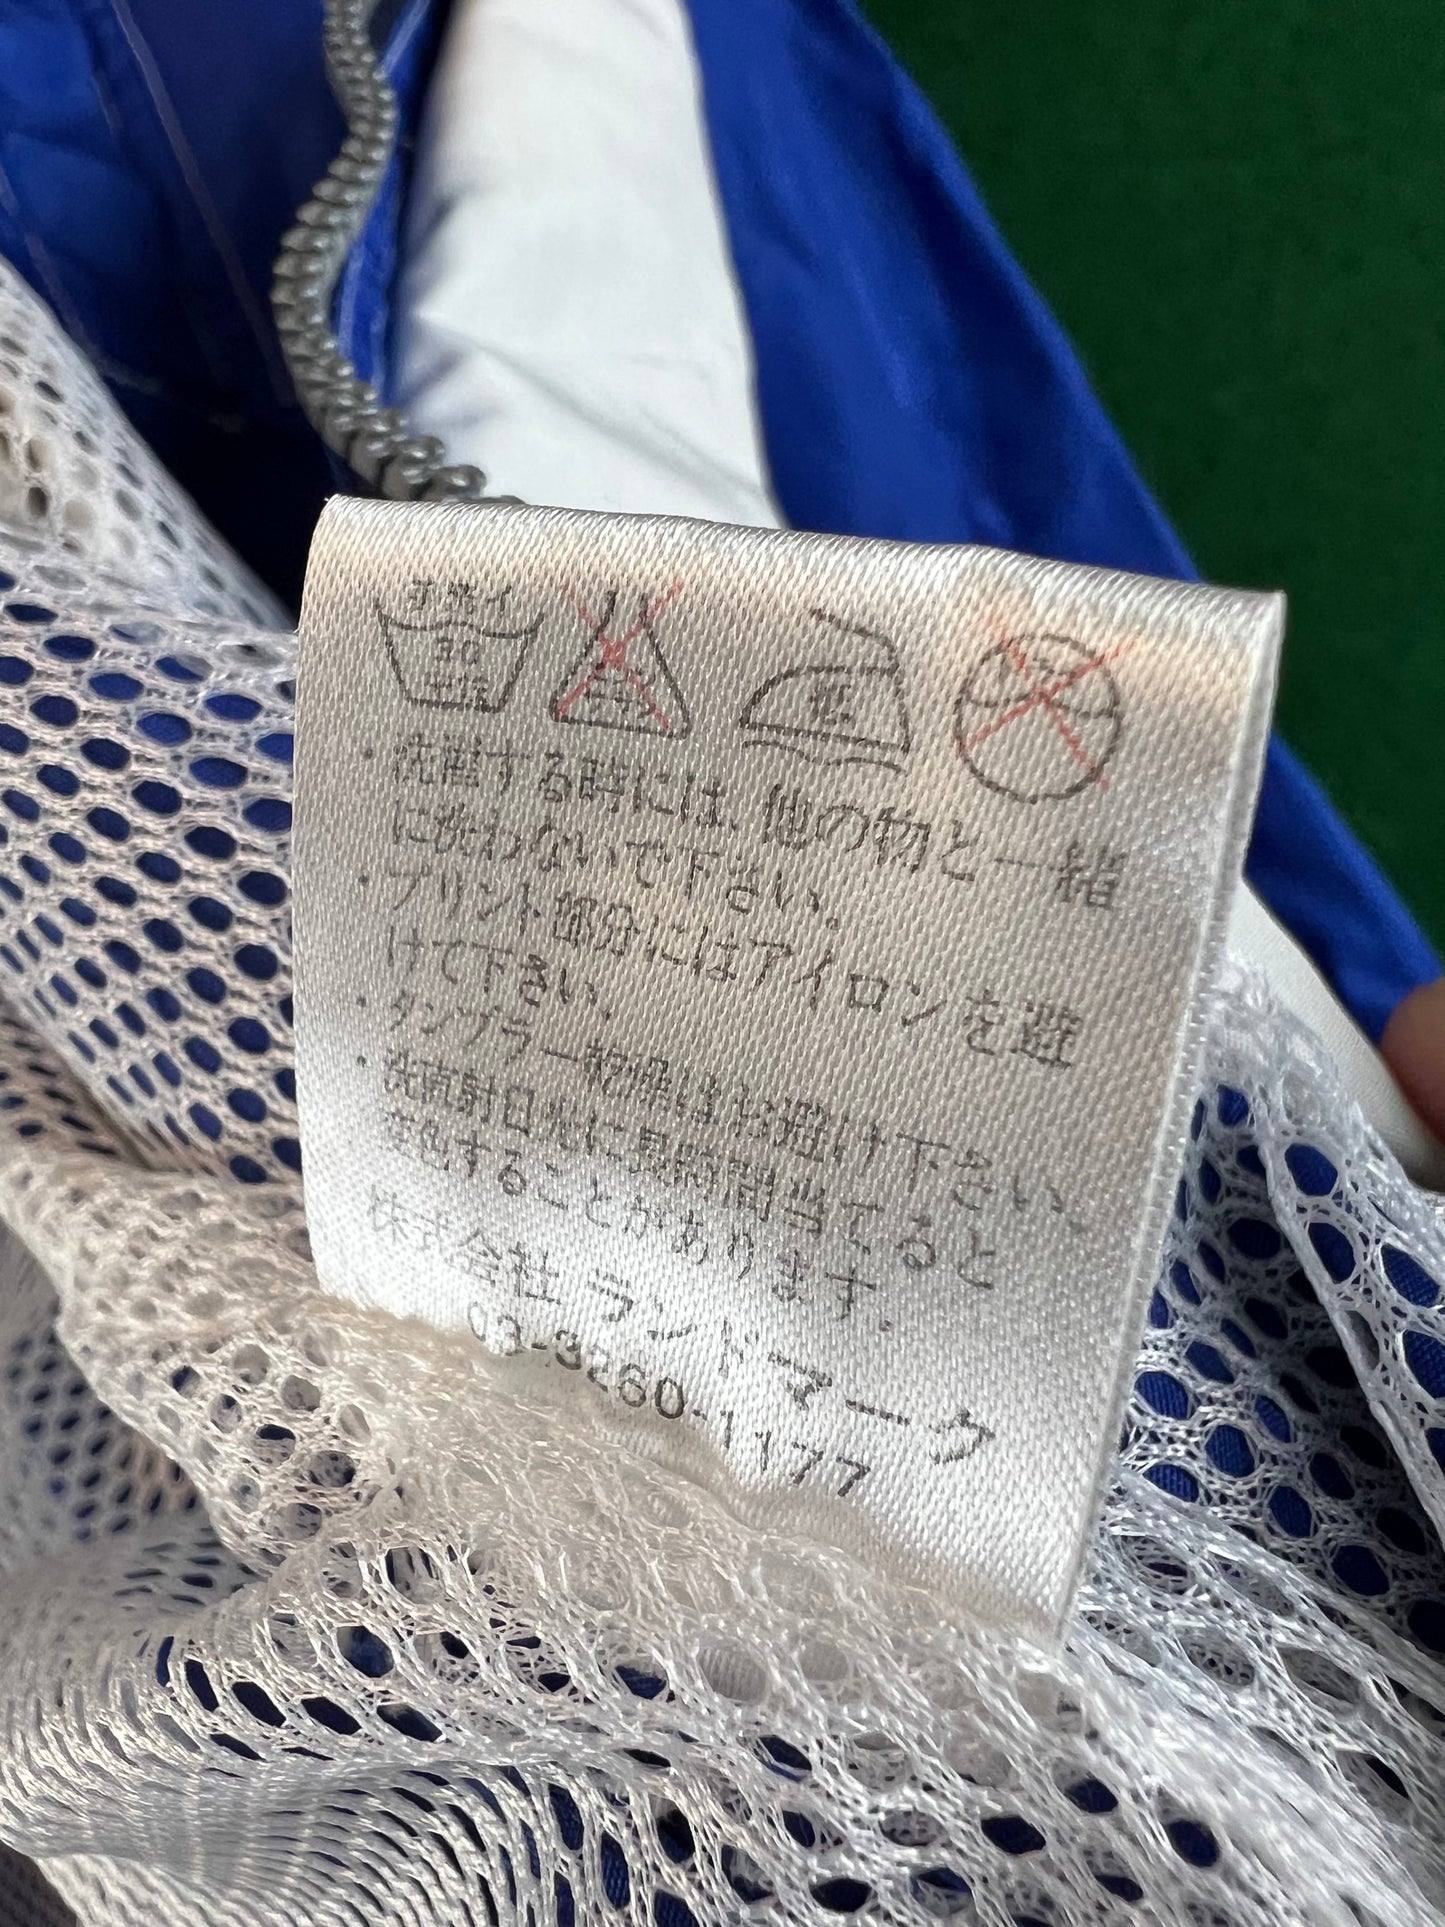 30
低
・洗濯する時には、他の物と一緒
に洗わないで下さい。
・プリント部分にはアイロンを避
けて下さい。
・タンブラー乾燥はお避け下さい。
・洗直射日光に長時間当てると
変色することがあります。
株式会社 ランドマーク
03-3260-1177